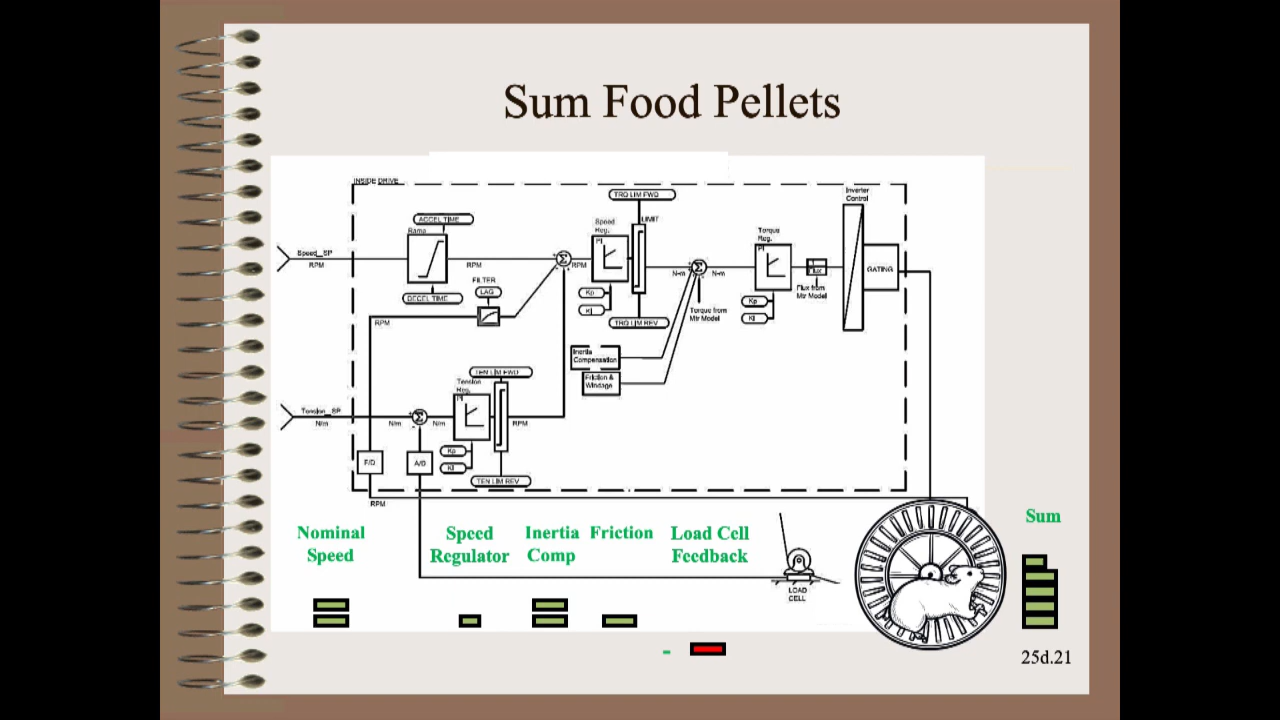 Sum Food Pellets
INSIDE DRIVE
TRQ LIM FWD
Inverter
Control
ACCEL TIME
Speed
Reg.
LIMIT
Ramp
Torque
Reg.
PI
PI
Speed_SP
RPM
RPM
Σ
RPM
N-m
Σ
N-m
GATING
FILTER
LAG
DECEL TIME
Kp
Ki
1
Flux
Flux from
Mtr Model
Kp
Ki
RPM
TRQ LIM REV
Torque from
Mtr Model
Inertia
Compensation
Friction &
Windage
TEN LIM FWD
Tension
Reg.
PI
Tension_SP
N/m
N/m
Σ
N/m
RPM
F/D
A/D
Kp
Ki
TEN LIM REV
RPM
Nominal
Speed
Speed
Regulator
Inertia
Comp
Friction
Load Cell
Feedback
Sum
LOAD
CELL
-
25d.21